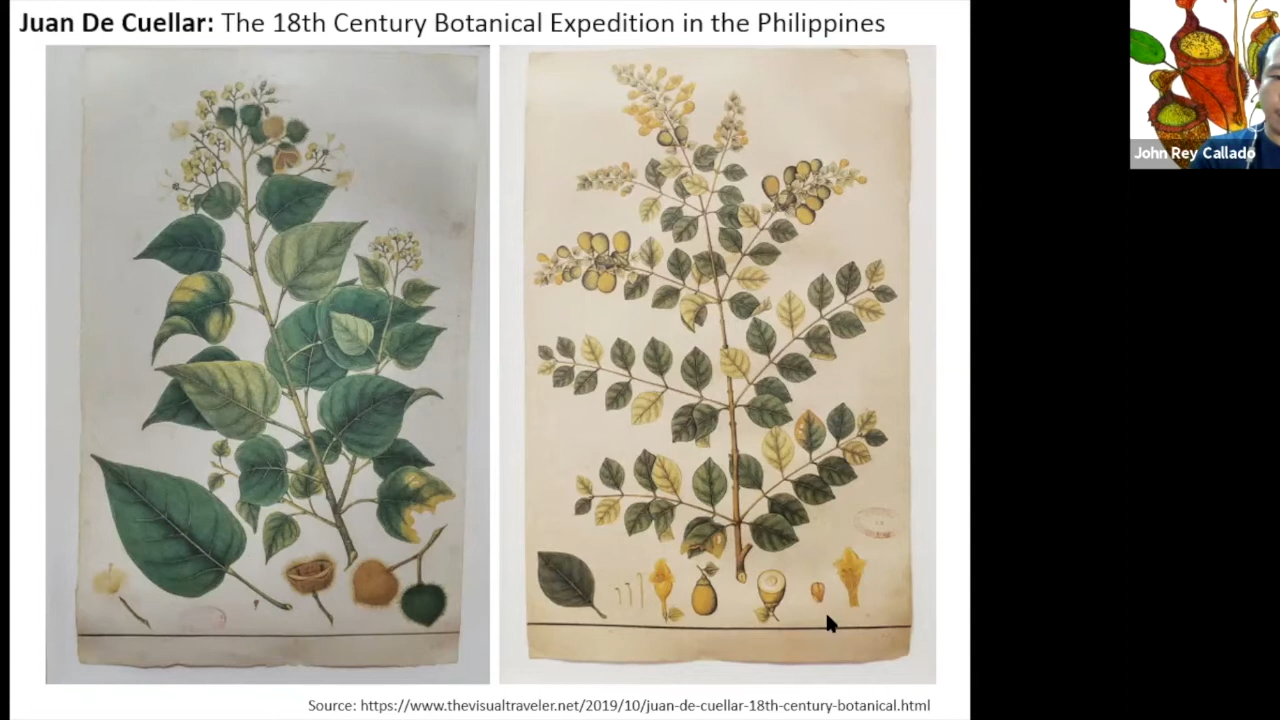 Juan De Cuellar: The 18th Century Botanical Expedition in the Philippines
John Rey Callado
Source: https://www.thevisualtraveler.net/2019/10/juan-de-cuellar-18th-century-botanical.html